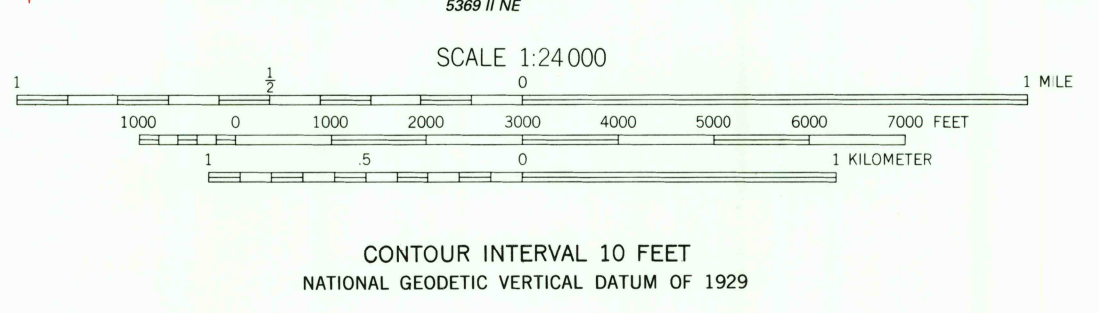 5369 II NE
SCALE 1:24 000
1 1/2 0 1 MILE
1000 0 1000 2000 3000 4000 5000 6000 7000 FEET
1 .5 0 1 KILOMETER
CONTOUR INTERVAL 10 FEET
NATIONAL GEODETIC VERTICAL DATUM OF 1929